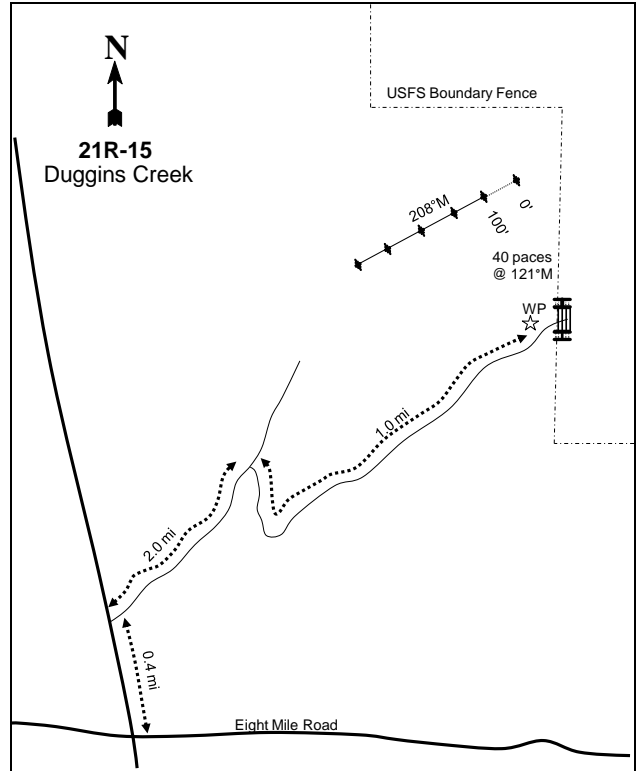 N
21R-15
Duggins Creek
USFS Boundary Fence
208°M
0'
100'
40 paces
@ 121°M
WP
1.0 mi
2.0 mi
0.4 mi
Eight Mile Road